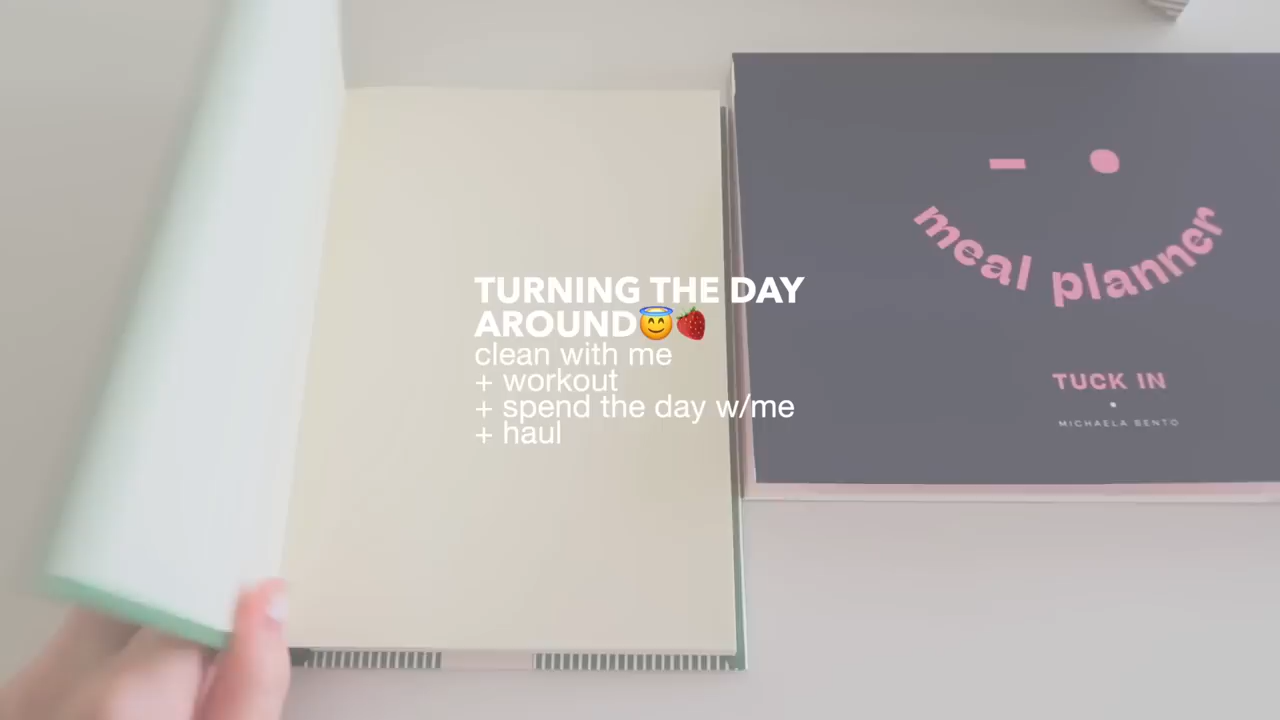 TURNING THE DAY
AROUND😇🍓
clean with me
+ workout
+ spend the day w/me
+ haul
meal planner
TUCK IN
MICHAELA BENTO